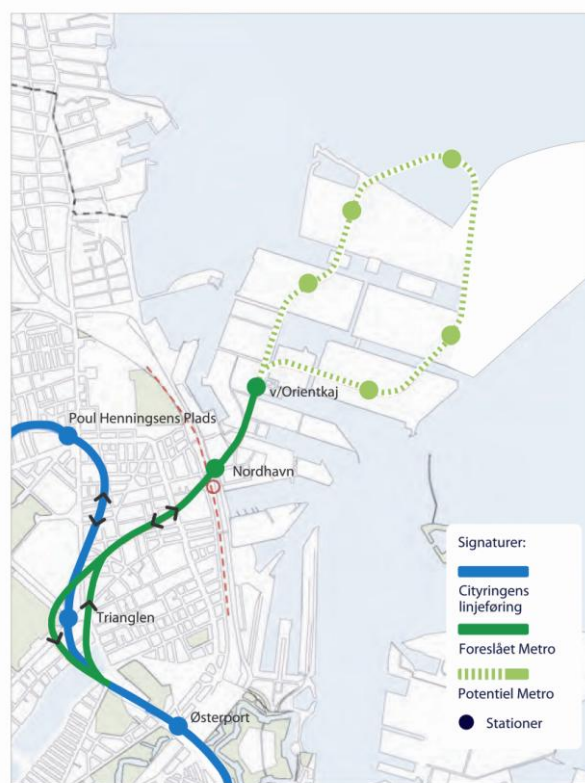 v/Orientkaj
Poul Henningsens Plads
Nordhavn
Trianglen
Østerport
Signaturer:
Cityringens
linjeføring
Foreslået Metro
Potentiel Metro
Stationer